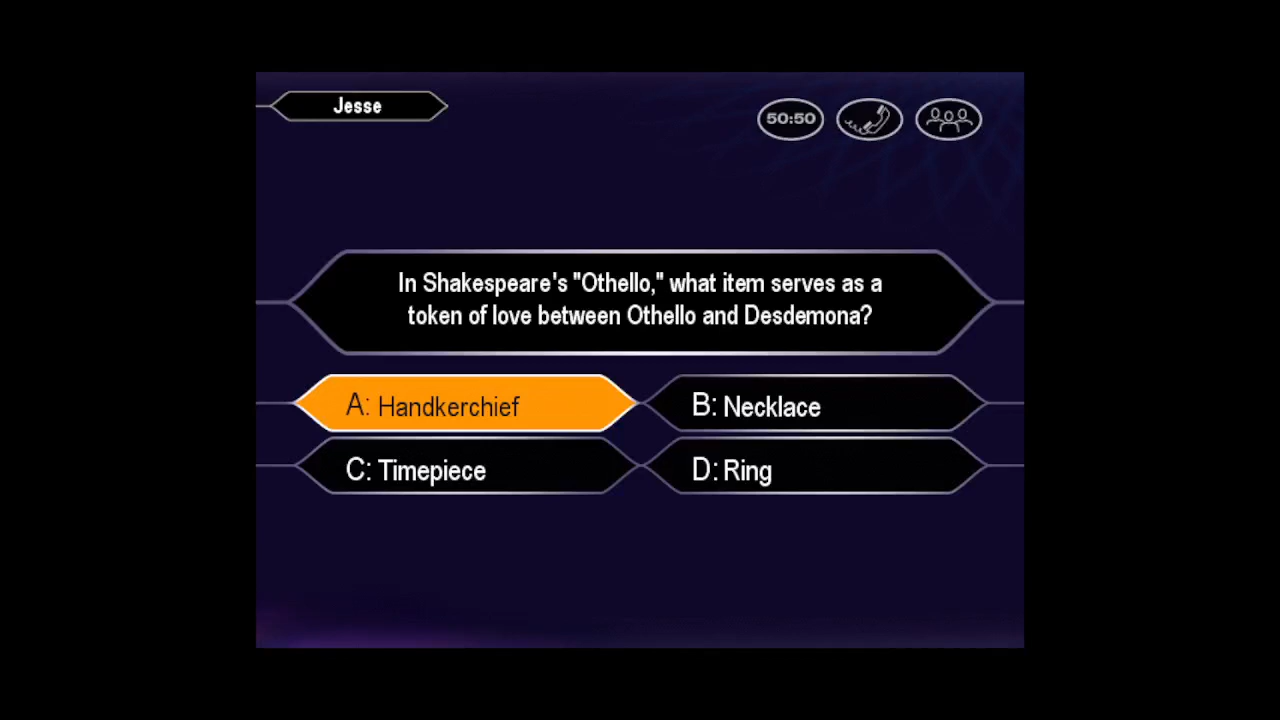 Jesse
50:50
In Shakespeare's "Othello," what item serves as a
token of love between Othello and Desdemona?
A: Handkerchief
B: Necklace
C: Timepiece
D: Ring